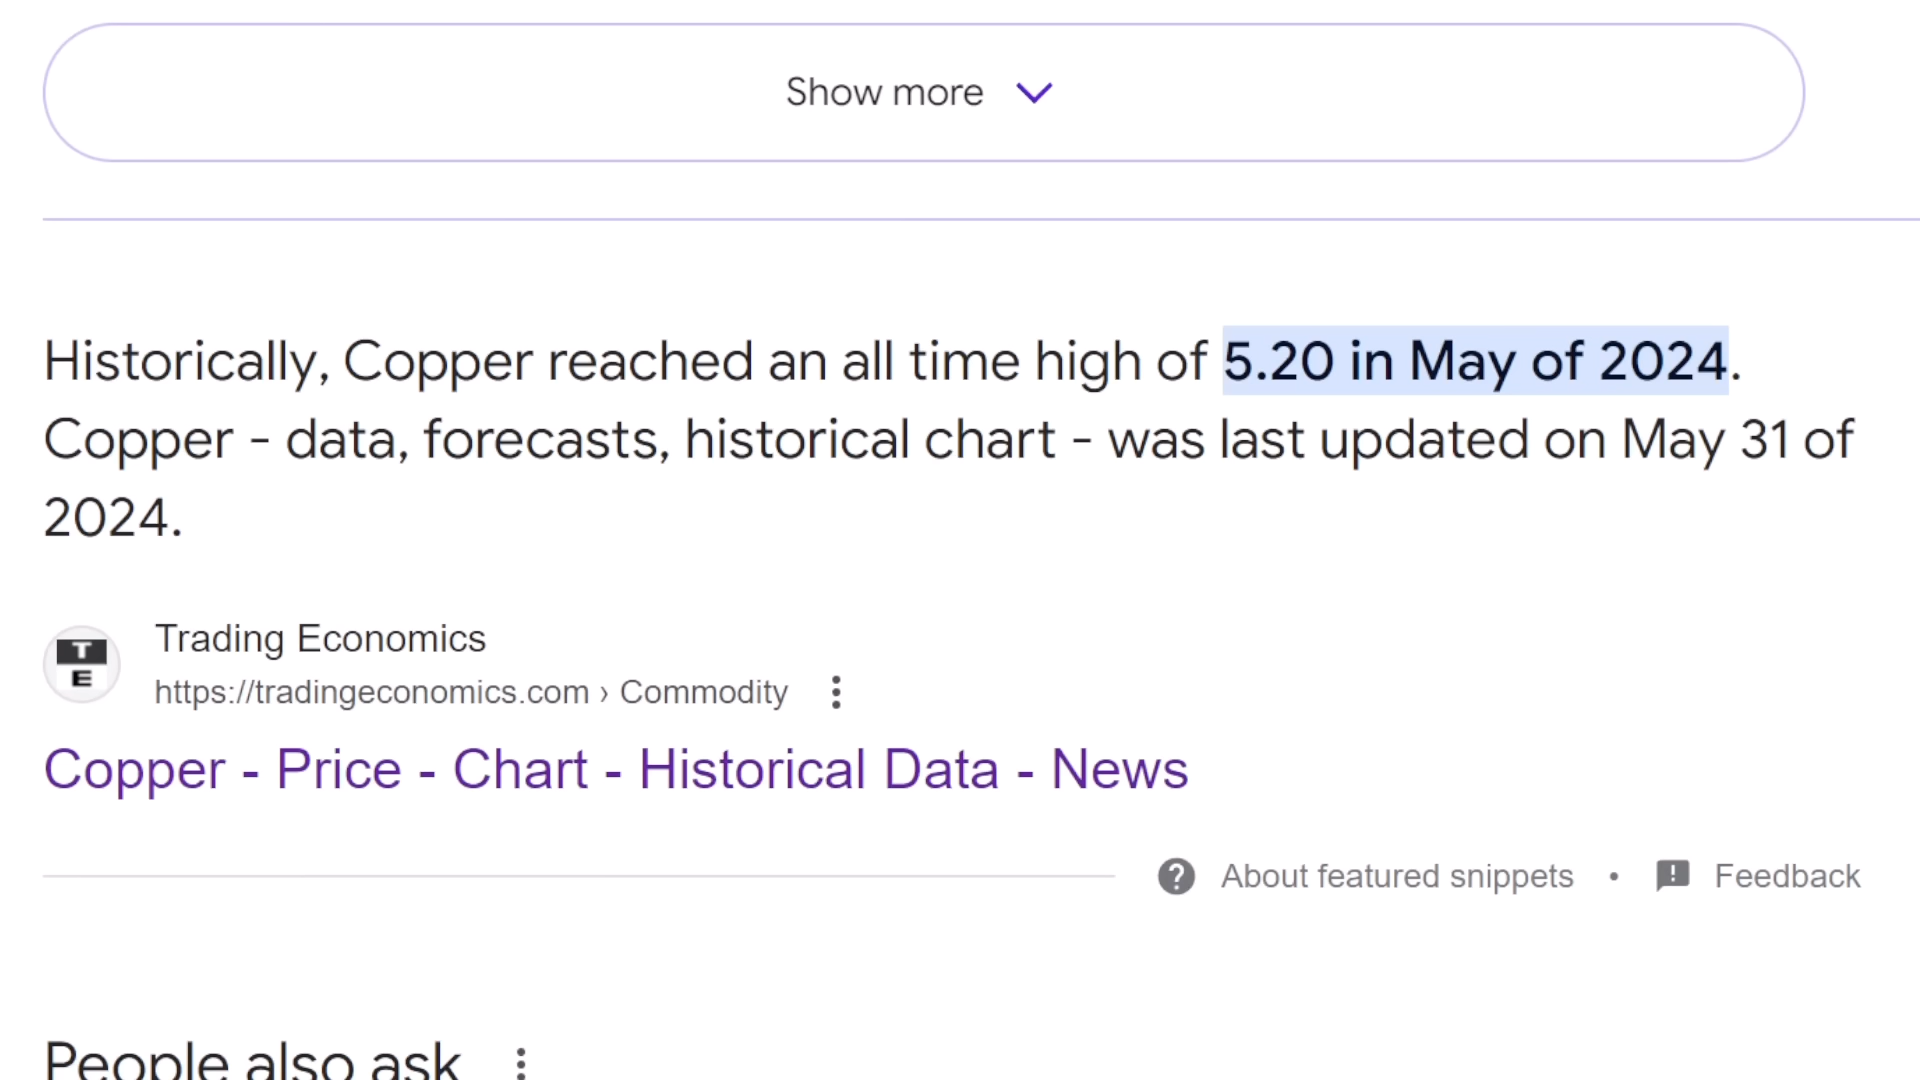 Show more
Historically, Copper reached an all time high of 5.20 in May of 2024.
Copper - data, forecasts, historical chart - was last updated on May 31 of
2024.
T
E
Trading Economics
https://tradingeconomics.com › Commodity
Copper - Price - Chart - Historical Data - News
About featured snippets • Feedback
People also ask